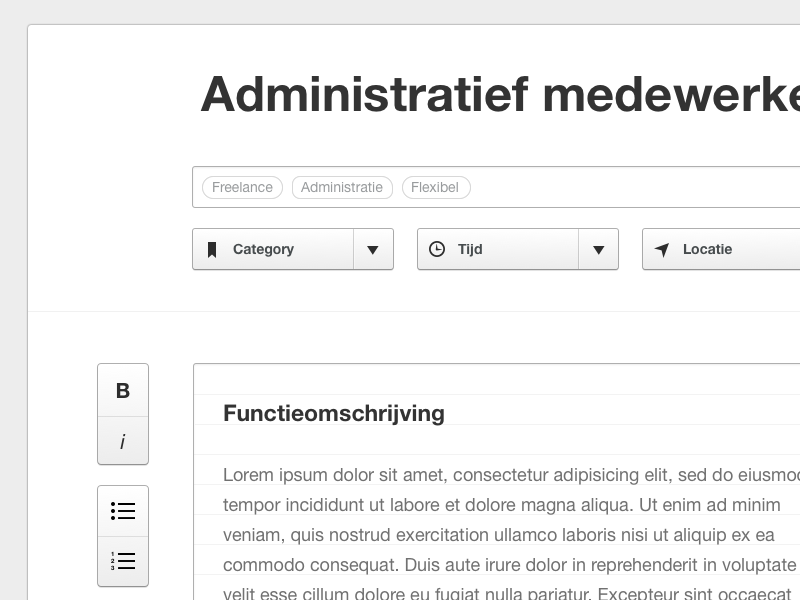 Administratief medewerke
Freelance Administratie Flexibel
Category Tijd Locatie
B
i
Functieomschrijving
Lorem ipsum dolor sit amet, consectetur adipisicing elit, sed do eiusmod
tempor incididunt ut labore et dolore magna aliqua. Ut enim ad minim
veniam, quis nostrud exercitation ullamco laboris nisi ut aliquip ex ea
commodo consequat. Duis aute irure dolor in reprehenderit in voluptate
velit esse cillum dolore eu fugiat nulla pariatur. Excepteur sint occaecat